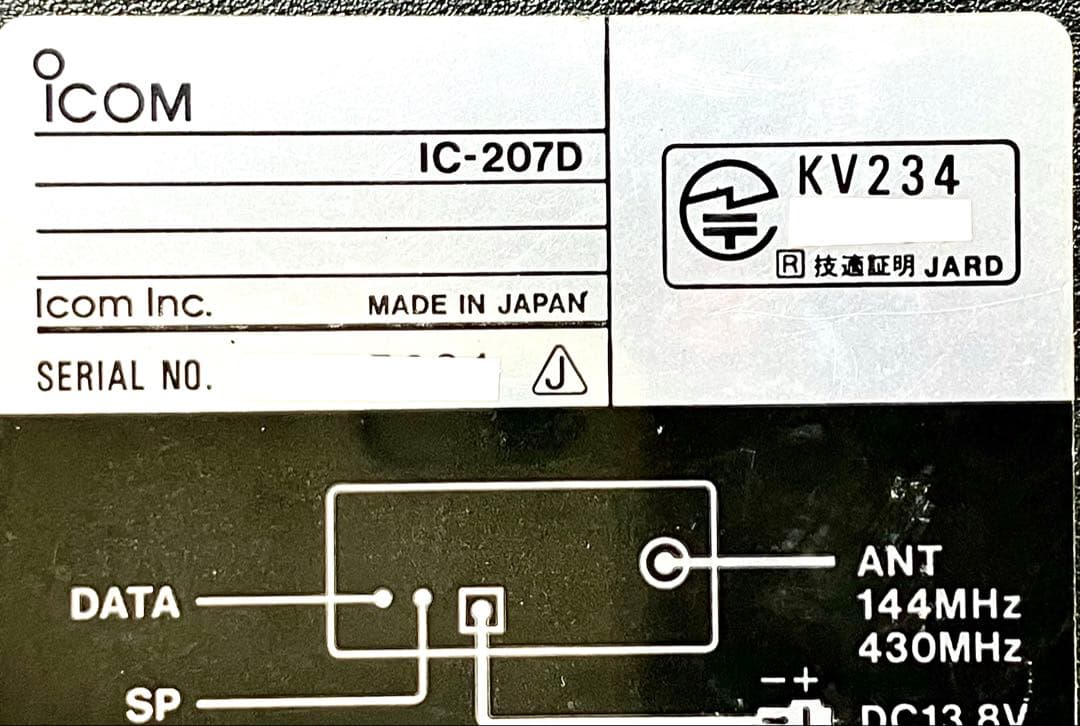 ICOM
IC-207D
Icom Inc. MADE IN JAPAN
SERIAL NO. J
KV234
R 技適証明 JARD
DATA
SP
ANT
144MHz
430MHz
− +
DC13.8V